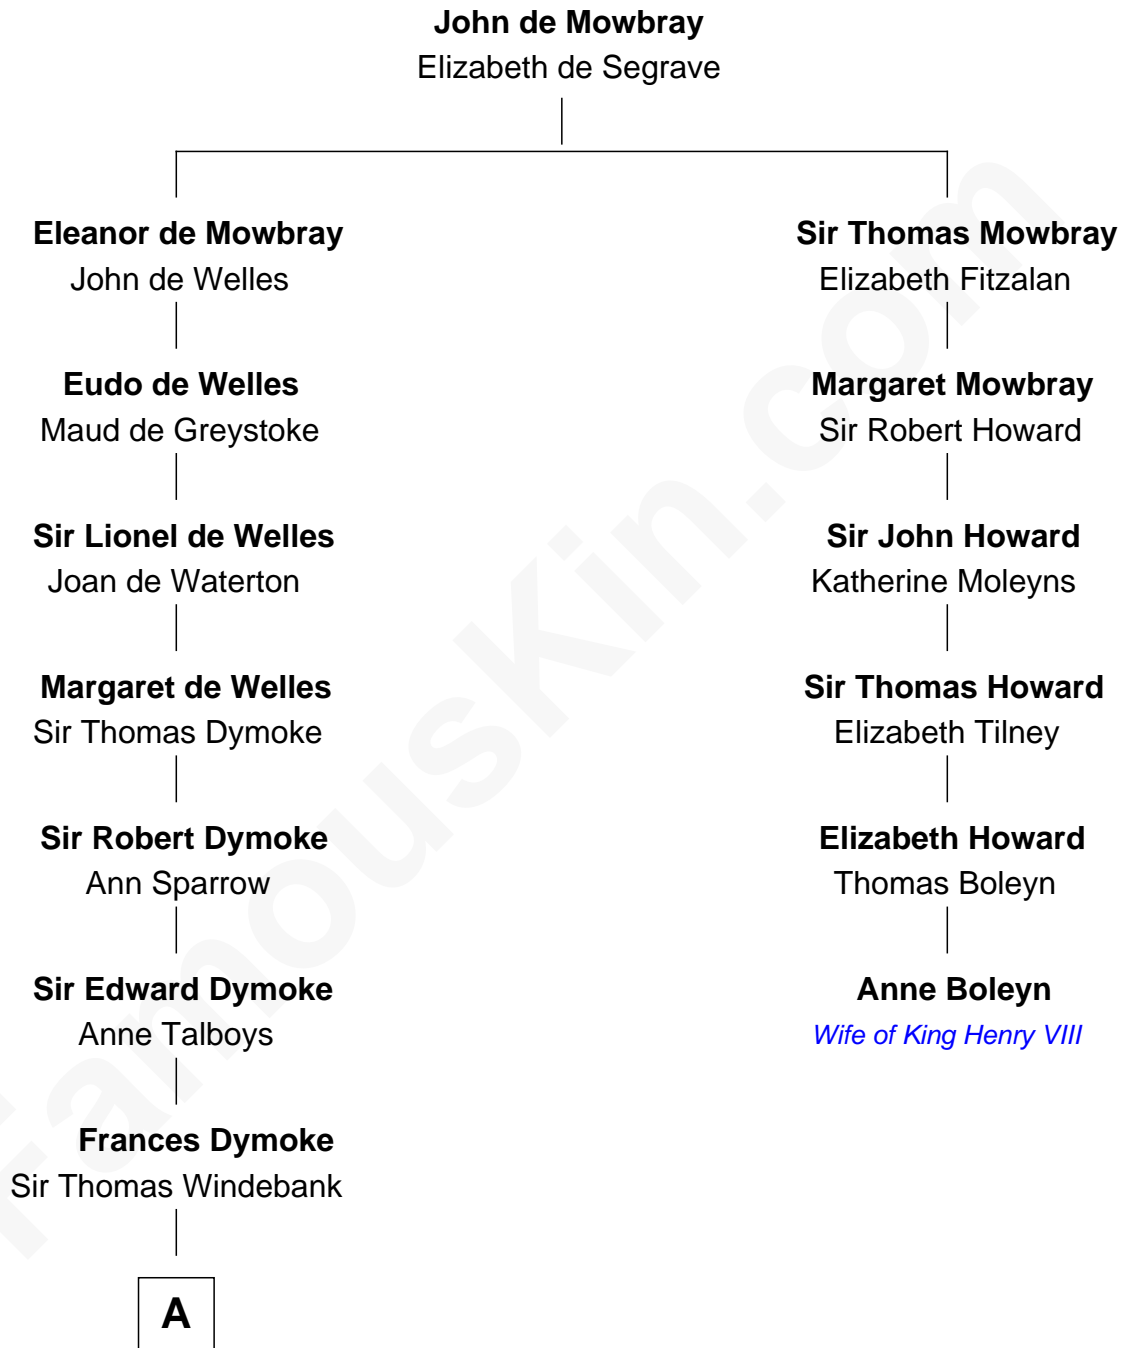 John de Mowbray
Elizabeth de Segrave
Eleanor de Mowbray
John de Welles
Eudo de Welles
Maud de Greystoke
Sir Lionel de Welles
Joan de Waterton
Margaret de Welles
Sir Thomas Dymoke
Sir Robert Dymoke
Ann Sparrow
Sir Edward Dymoke
Anne Talboys
Frances Dymoke
Sir Thomas Windebank
A
Sir Thomas Mowbray
Elizabeth Fitzalan
Margaret Mowbray
Sir Robert Howard
Sir John Howard
Katherine Moleyns
Sir Thomas Howard
Elizabeth Tilney
Elizabeth Howard
Thomas Boleyn
Anne Boleyn
Wife of King Henry VIII
FamousKin.com